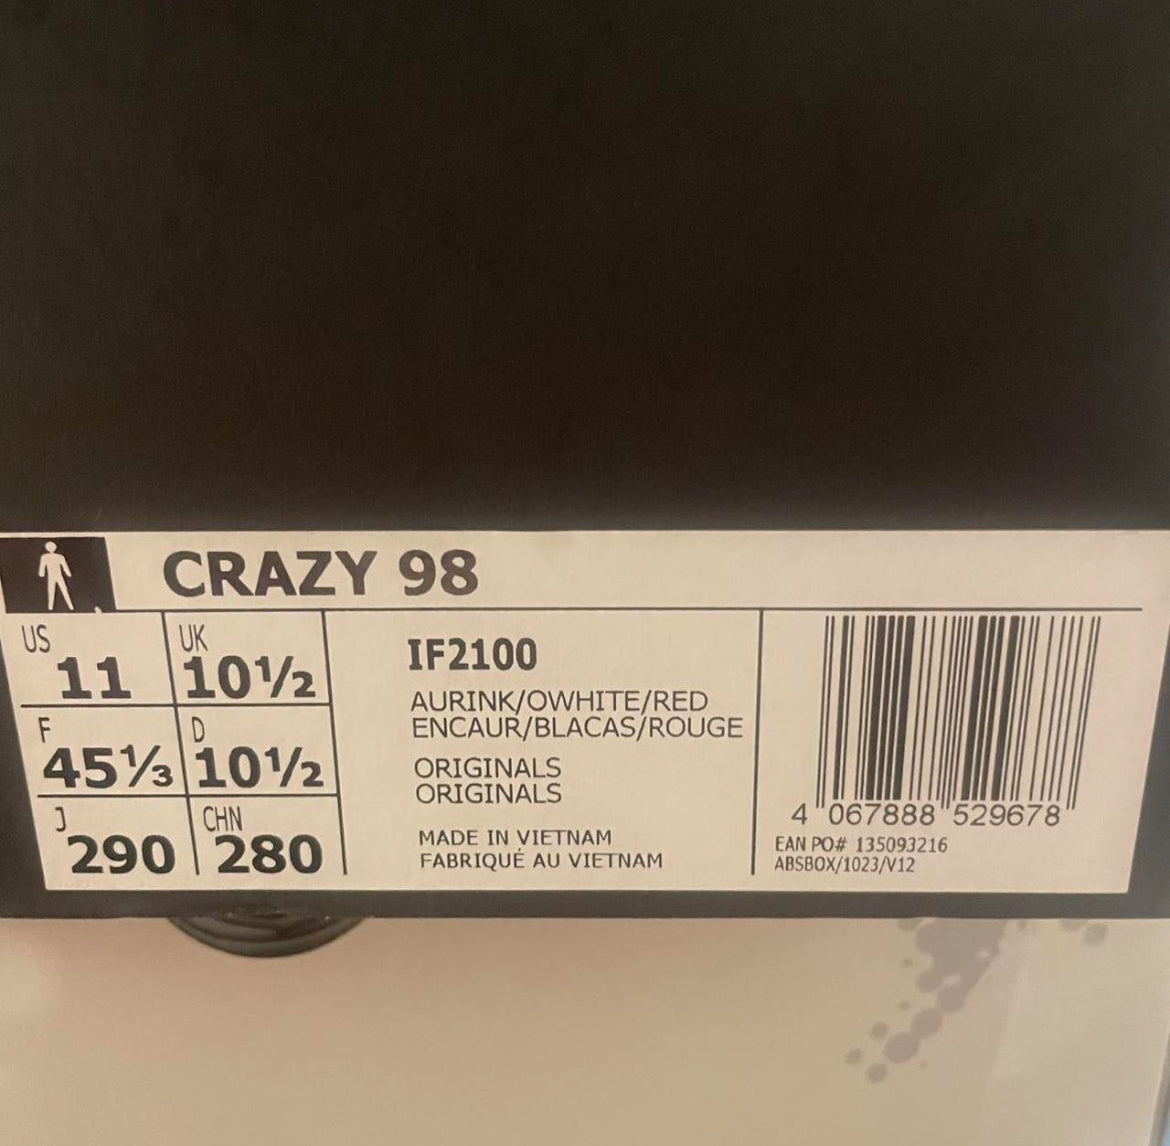 CRAZY 98
US 11
UK 10½
F 45⅓
D 10½
J 290
CHN 280
IF2100
AURINK/OWHITE/RED
ENCAUR/BLACAS/ROUGE
ORIGINALS
ORIGINALS
MADE IN VIETNAM
FABRIQUÉ AU VIETNAM
4 067888 529678
EAN PO# 135093216
ABSBOX/1023/V12